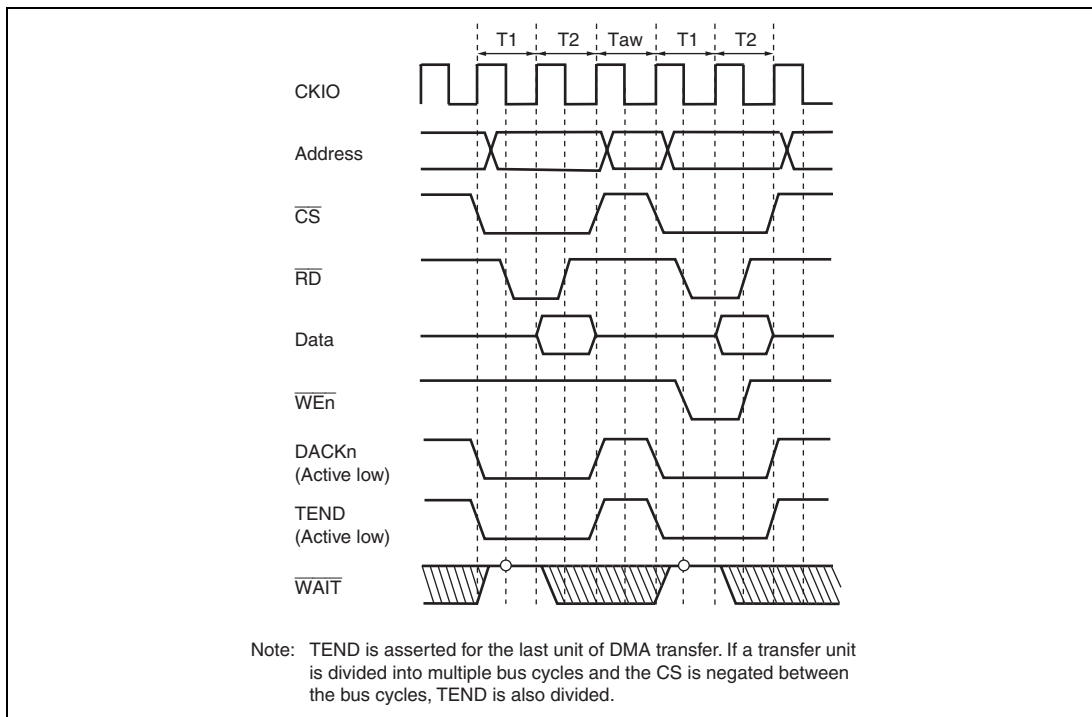 T1 T2 Taw T1 T2
CKIO
Address
CS
RD
Data
WEn
DACKn
(Active low)
TEND
(Active low)
WAIT
Note: TEND is asserted for the last unit of DMA transfer. If a transfer unit
is divided into multiple bus cycles and the CS is negated between
the bus cycles, TEND is also divided.